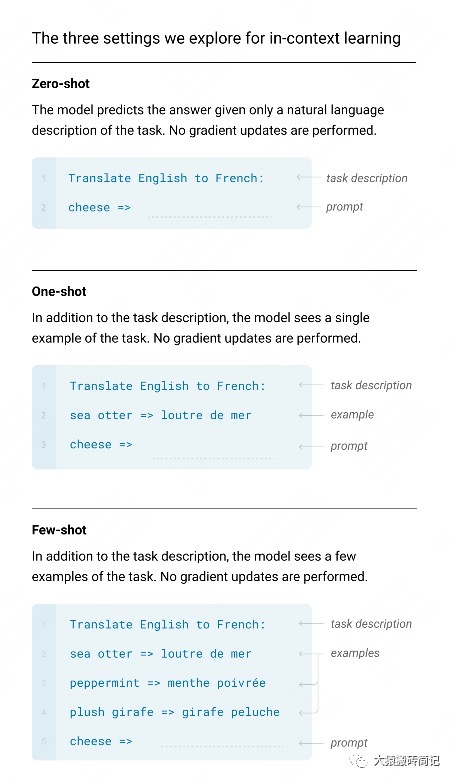 The three settings we explore for in-context learning
Zero-shot
The model predicts the answer given only a natural language
description of the task. No gradient updates are performed.
1 Translate English to French: task description
2 cheese => prompt
One-shot
In addition to the task description, the model sees a single
example of the task. No gradient updates are performed.
1 Translate English to French: task description
2 sea otter => loutre de mer example
3 cheese => prompt
Few-shot
In addition to the task description, the model sees a few
examples of the task. No gradient updates are performed.
1 Translate English to French: task description
2 sea otter => loutre de mer examples
3 peppermint => menthe poivrée
4 plush girafe => girafe peluche
5 cheese => prompt
大猿搬砖简记